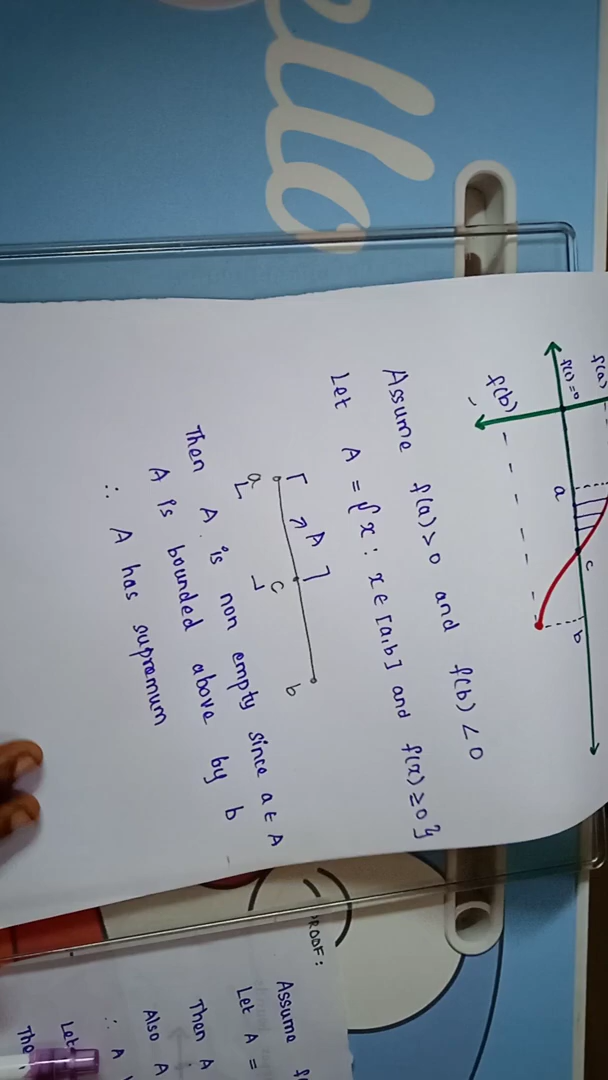 ello
f(a)
f(x)=0
f(b)
a
c
b
Assume f(a)>0 and f(b)<0
Let A = {x : x ∈ [a,b] and f(x) ≥ 0}
[ A ]
a c b
Then A is non empty since a ∈ A
A is bounded above by b
∴ A has supremum
PROOF:
Assume f
Let A =
Then A
Also A
∴ A
Let
The